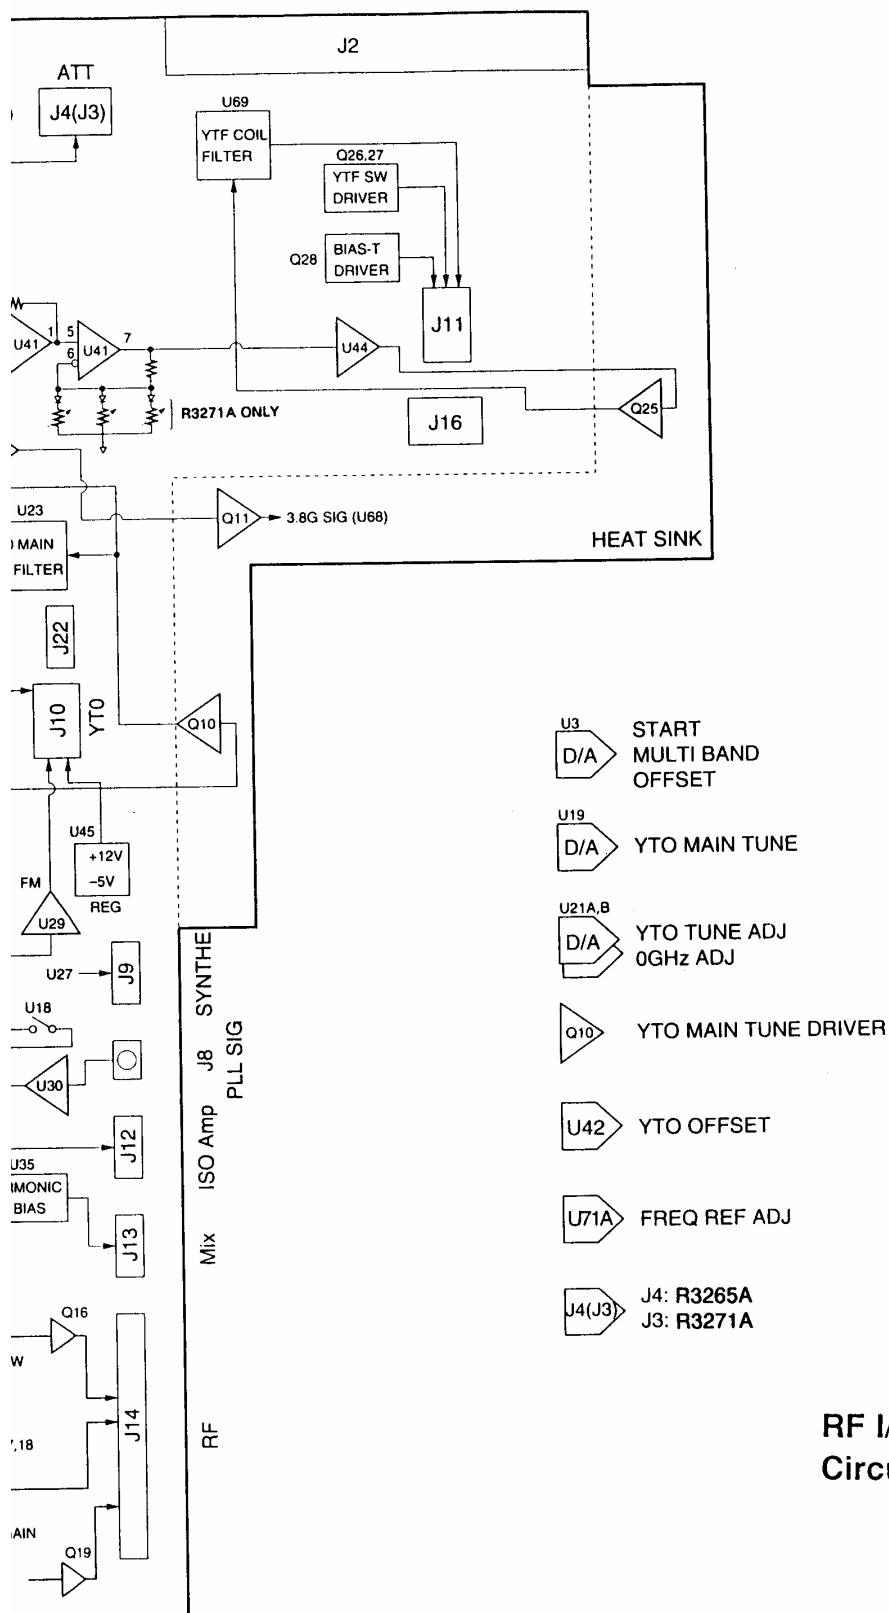 J2
ATT
J4(J3)
U69
YTF COIL
FILTER
Q26,27
YTF SW
DRIVER
Q28
BIAS-T
DRIVER
J11
U41
1
5
6
U41
7
U44
R3271A ONLY
J16
Q25
U23
MAIN
FILTER
Q11
3.8G SIG (U68)
HEAT SINK
J22
J10
YTO
Q10
U45
+12V
-5V
REG
FM
U29
U27
J9
SYNTHE
U18
J8
PLL SIG
U30
J12
ISO Amp
U35
BIAS
J13
Mix
Q16
W
J14
RF
,18
Q19
U3
D/A
START
MULTI BAND
OFFSET
U19
D/A
YTO MAIN TUNE
U21A,B
D/A
YTO TUNE ADJ
0GHz ADJ
Q10
YTO MAIN TUNE DRIVER
U42
YTO OFFSET
U71A
FREQ REF ADJ
J4(J3)
J4: R3265A
J3: R3271A
RF I/
Circu